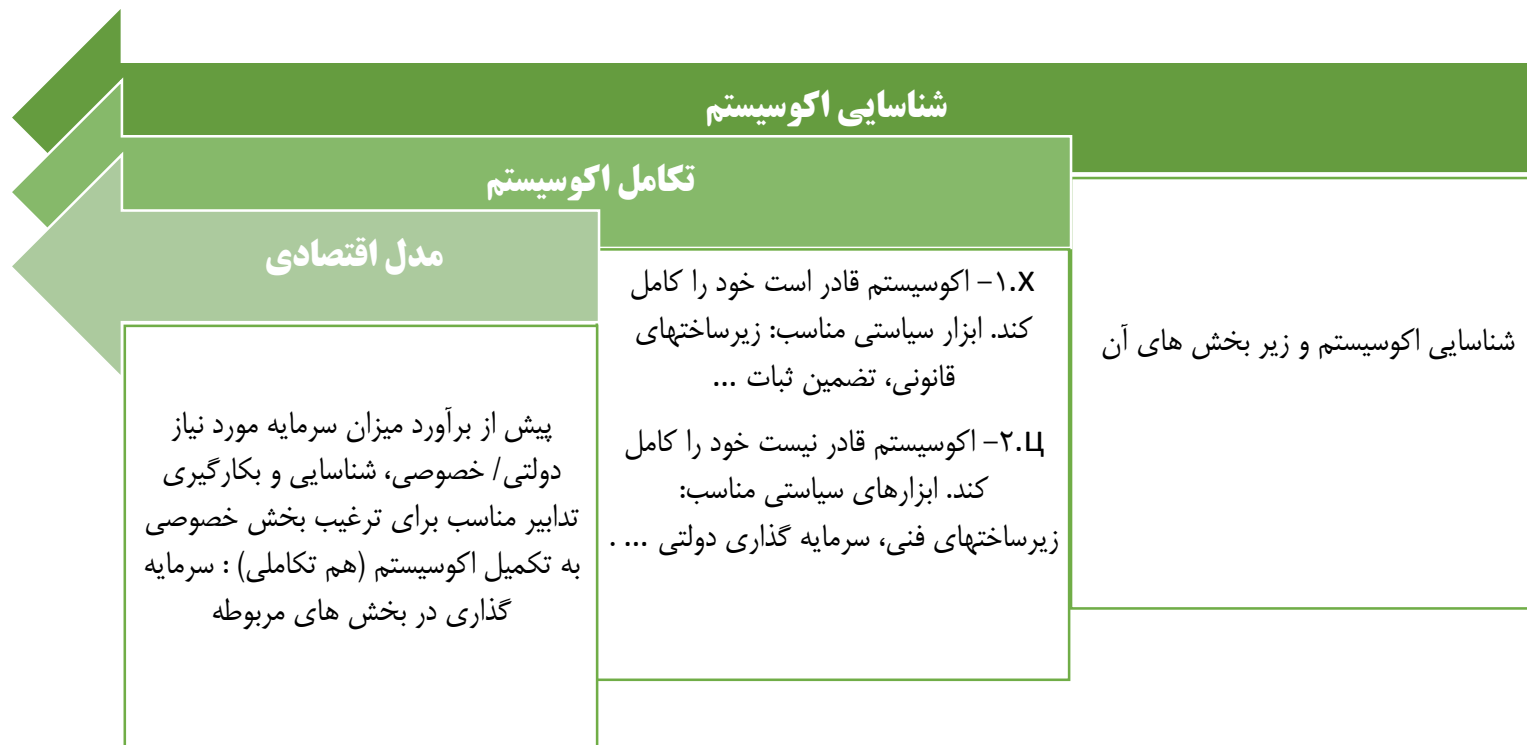 شناسایی اکوسیستم
شناسایی اکوسیستم و زیر بخش های آن
تکامل اکوسیستم
X.۱– اکوسیستم قادر است خود را کامل
کند. ابزار سیاستی مناسب: زیرساختهای
قانونی، تضمین ثبات ...
Ц.۲– اکوسیستم قادر نیست خود را کامل
کند. ابزارهای سیاستی مناسب:
زیرساختهای فنی، سرمایه گذاری دولتی ... .
مدل اقتصادی
پیش از برآورد میزان سرمایه مورد نیاز
دولتی/ خصوصی، شناسایی و بکارگیری
تدابیر مناسب برای ترغیب بخش خصوصی
به تکمیل اکوسیستم (هم تکاملی) : سرمایه
گذاری در بخش های مربوطه